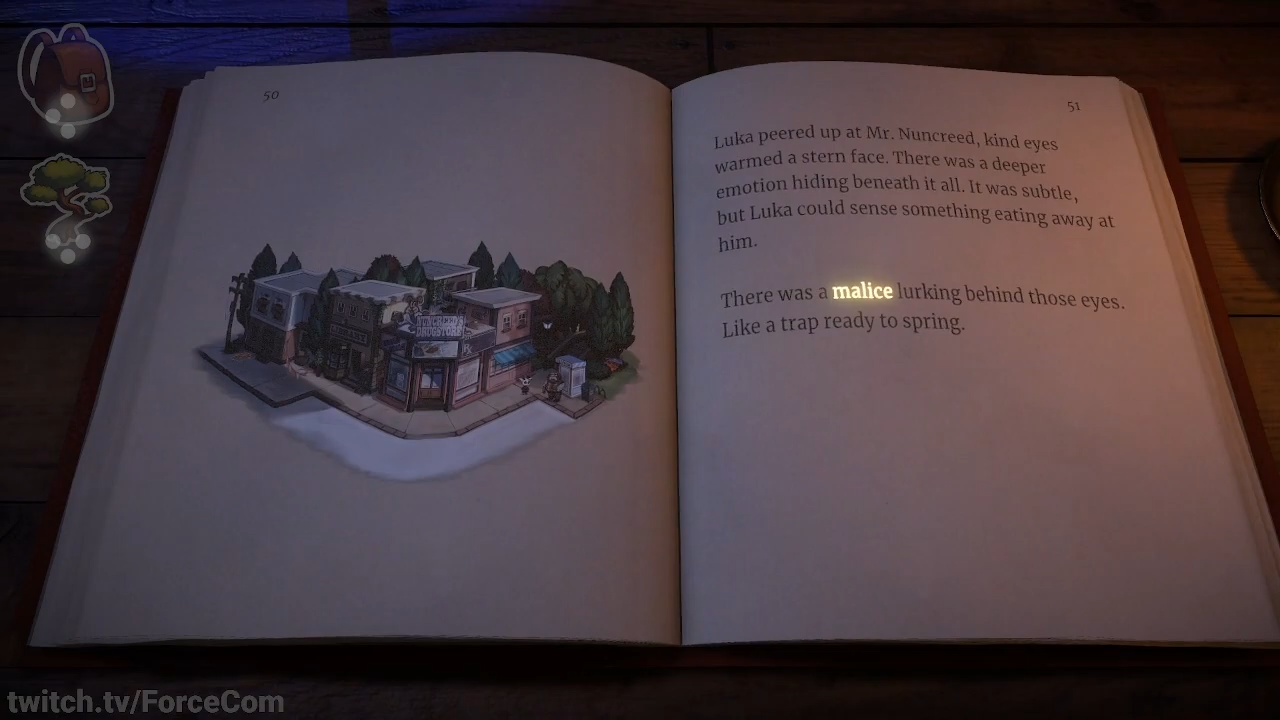 50
51
Luka peered up at Mr. Nuncreed, kind eyes
warmed a stern face. There was a deeper
emotion hiding beneath it all. It was subtle,
but Luka could sense something eating away at
him.
There was a malice lurking behind those eyes.
Like a trap ready to spring.
twitch.tv/ForceCom